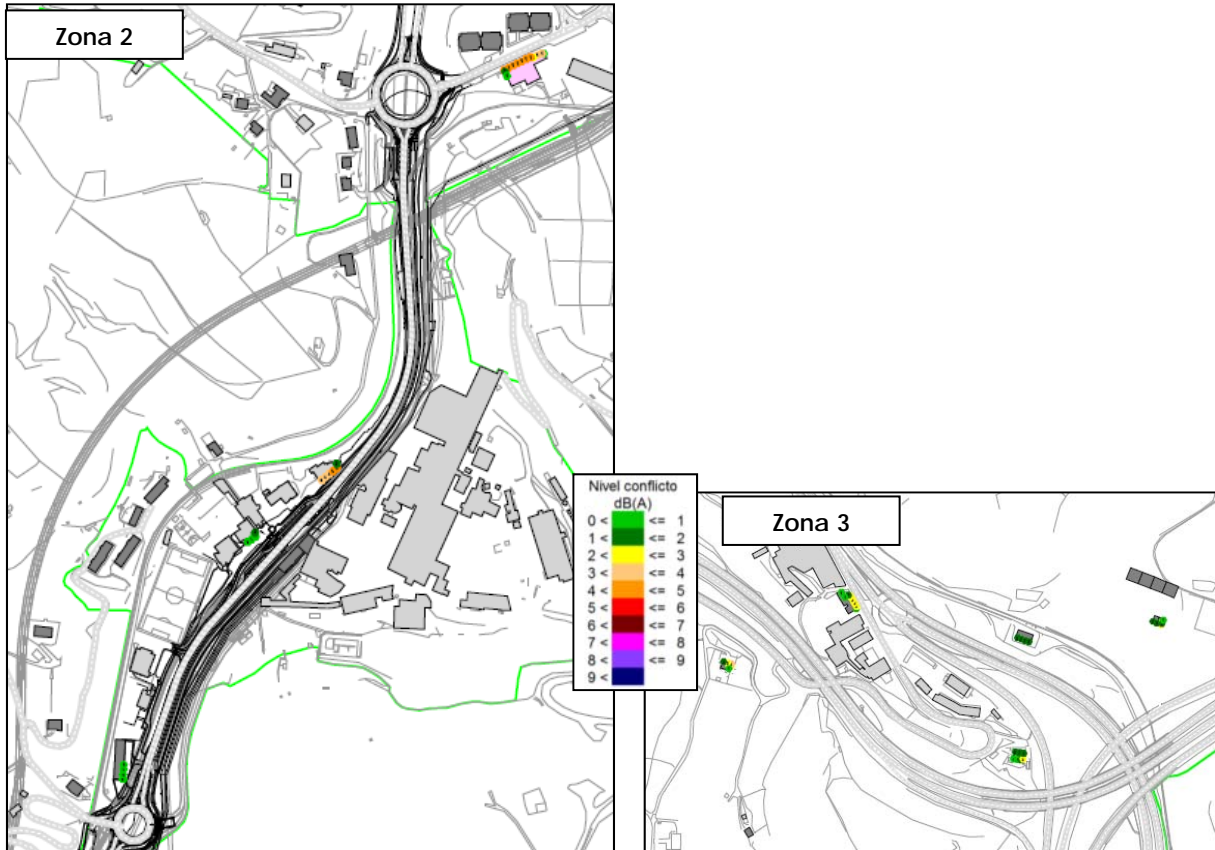 Zona 2
Nivel conflicto
dB(A)
0 < <= 1
1 < <= 2
2 < <= 3
3 < <= 4
4 < <= 5
5 < <= 6
6 < <= 7
7 < <= 8
8 < <= 9
9 <
Zona 3